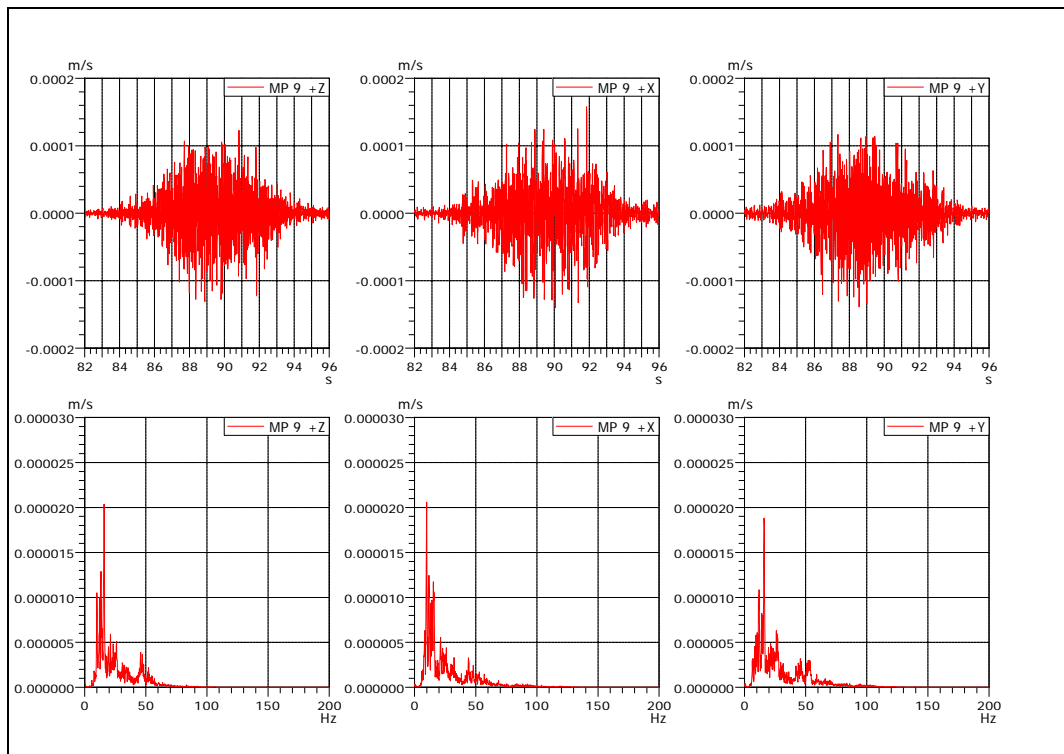 m/s m/s m/s
0.0002 MP 9 +Z 0.0002 MP 9 +X 0.0002 MP 9 +Y
0.0001 0.0001 0.0001
0.0000 0.0000 0.0000
-0.0001 -0.0001 -0.0001
-0.0002 -0.0002 -0.0002
82 84 86 88 90 92 94 96 82 84 86 88 90 92 94 96 82 84 86 88 90 92 94 96
s s s
m/s m/s m/s
0.000030 MP 9 +Z 0.000030 MP 9 +X 0.000030 MP 9 +Y
0.000025 0.000025 0.000025
0.000020 0.000020 0.000020
0.000015 0.000015 0.000015
0.000010 0.000010 0.000010
0.000005 0.000005 0.000005
0.000000 0.000000 0.000000
0 50 100 150 200 0 50 100 150 200 0 50 100 150 200
Hz Hz Hz